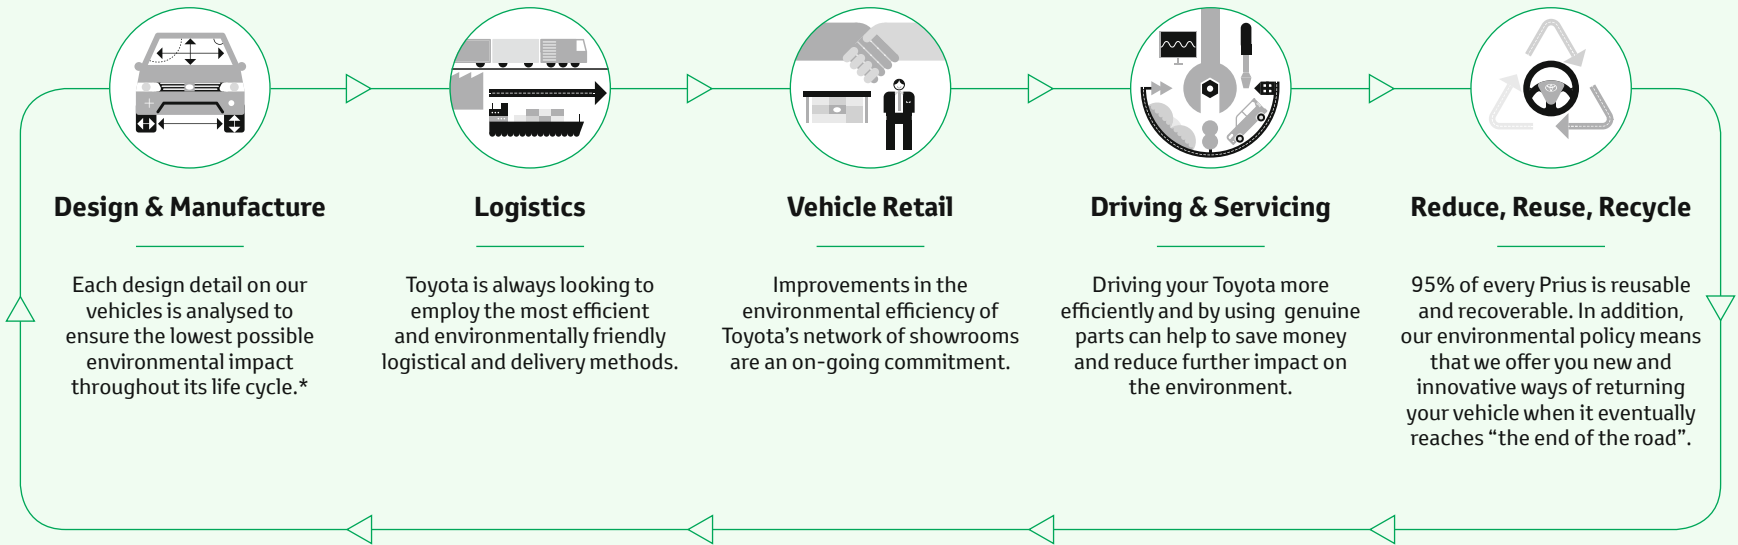 Design & Manufacture
Each design detail on our
vehicles is analysed to
ensure the lowest possible
environmental impact
throughout its life cycle.*
Logistics
Toyota is always looking to
employ the most efficient
and environmentally friendly
logistical and delivery methods.
Vehicle Retail
Improvements in the
environmental efficiency of
Toyota's network of showrooms
are an on-going commitment.
Driving & Servicing
Driving your Toyota more
efficiently and by using genuine
parts can help to save money
and reduce further impact on
the environment.
Reduce, Reuse, Recycle
95% of every Prius is reusable
and recoverable. In addition,
our environmental policy means
that we offer you new and
innovative ways of returning
your vehicle when it eventually
reaches “the end of the road”.